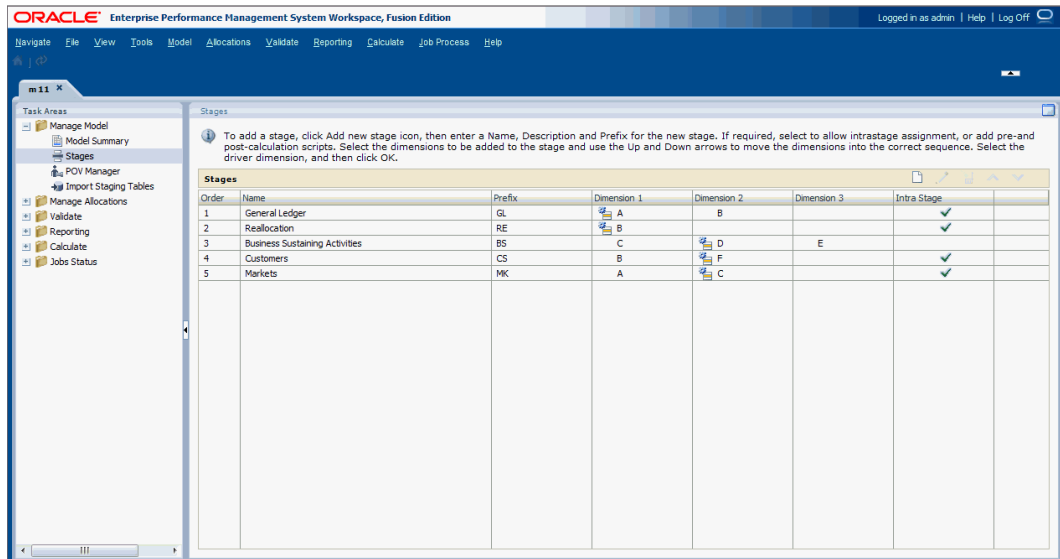 ORACLE Enterprise Performance Management System Workspace, Fusion Edition Logged in as admin | Help | Log Off
Navigate File View Tools Model Allocations Validate Reporting Calculate Job Process Help
m11 x
Task Areas
Manage Model
Model Summary
Stages
POV Manager
Import Staging Tables
Manage Allocations
Validate
Reporting
Calculate
Jobs Status
Stages
To add a stage, click Add new stage icon, then enter a Name, Description and Prefix for the new stage. If required, select to allow intrastage assignment, or add pre-and
post-calculation scripts. Select the dimensions to be added to the stage and use the Up and Down arrows to move the dimensions into the correct sequence. Select the
driver dimension, and then click OK.
Stages
Order Name Prefix Dimension 1 Dimension 2 Dimension 3 Intra Stage
1 General Ledger GL A B
2 Reallocation RE B
3 Business Sustaining Activities BS C D E
4 Customers CS B F
5 Markets MK A C